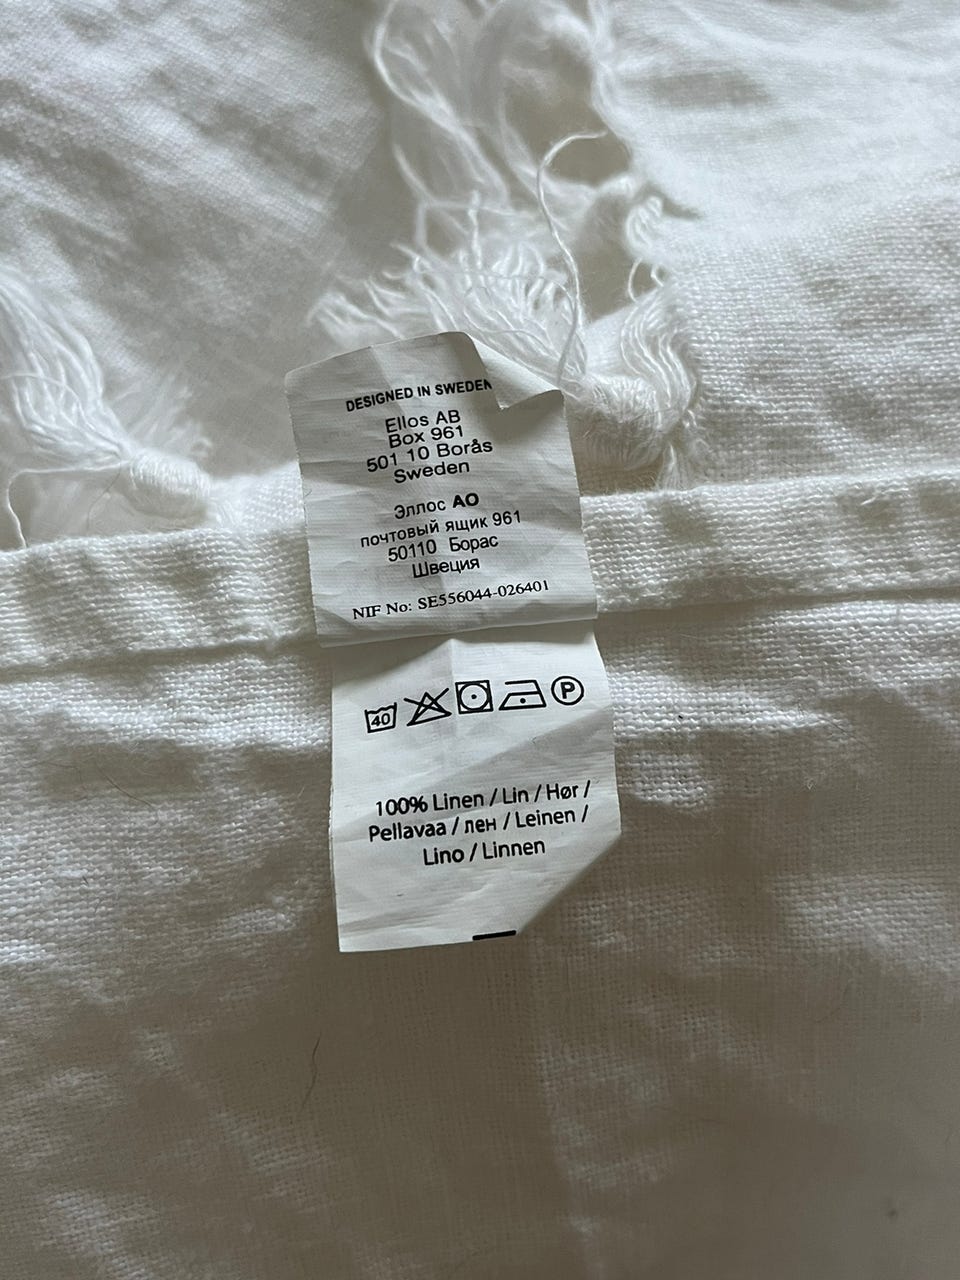 DESIGNED IN SWEDEN
Ellos AB
Box 961
501 10 Borås
Sweden
Эллос АО
почтовый ящик 961
50110 Борас
Швеция
NIF No: SE556044-026401
40 P
100% Linen / Lin / Hør /
Pellavaa / лен / Leinen /
Lino / Linnen